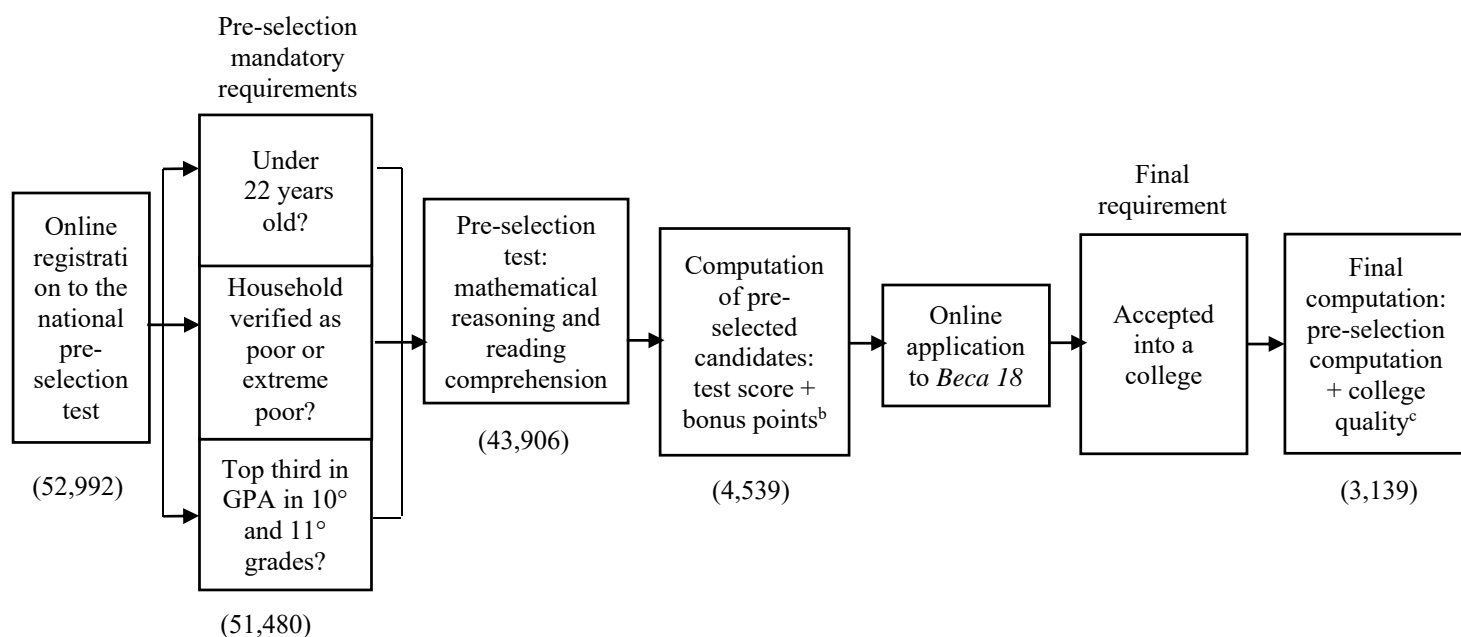 Pre-selection
mandatory
requirements
Online
registrati
on to the
national
pre-
selection
test
(52,992)
Under
22 years
old?
Household
verified as
poor or
extreme
poor?
Top third in
GPA in 10°
and 11°
grades?
(51,480)
Pre-selection
test:
mathematical
reasoning and
reading
comprehension
(43,906)
Computation
of pre-
selected
candidates:
test score +
bonus pointsᵇ
(4,539)
Online
application
to Beca 18
Final
requirement
Accepted
into a
college
Final
computation:
pre-selection
computation
+ college
qualityᶜ
(3,139)